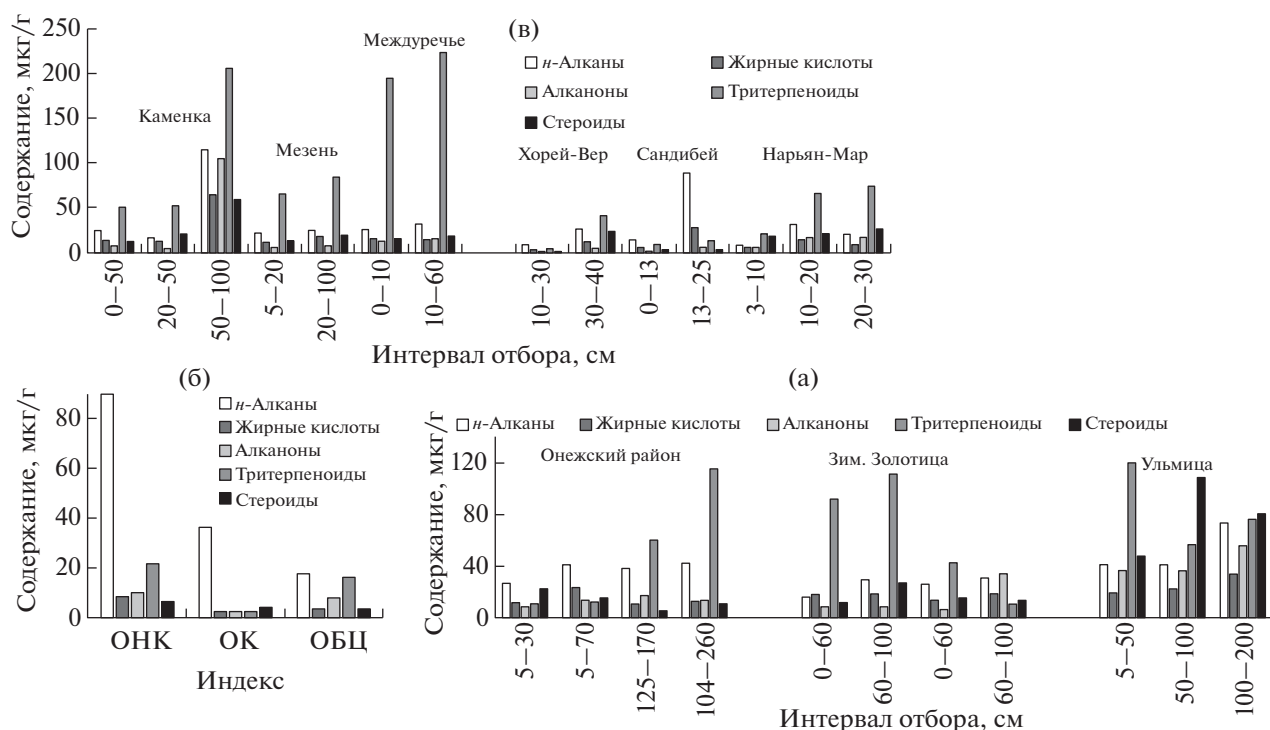 (в)
Содержание, мкг/г
250
200
150
100
50
0
Междуречье
Каменка
Мезень
н-Алканы
Жирные кислоты
Алканоны
Тритерпеноиды
Стероиды
Хорей-Вер
Сандибей
Нарьян-Мар
0–50
20–50
50–100
5–20
20–100
0–10
10–60
10–30
30–40
0–13
13–25
3–10
10–20
20–30
Интервал отбора, см
(б)
Содержание, мкг/г
80
60
40
20
0
н-Алканы
Жирные кислоты
Алканоны
Тритерпеноиды
Стероиды
ОНК
ОК
ОБЦ
Индекс
(а)
Содержание, мкг/г
120
80
40
0
н-Алканы
Жирные кислоты
Алканоны
Тритерпеноиды
Стероиды
Онежский район
Зим. Золотица
Ульмица
5–30
5–70
125–170
104–260
0–60
60–100
0–60
60–100
5–50
50–100
100–200
Интервал отбора, см